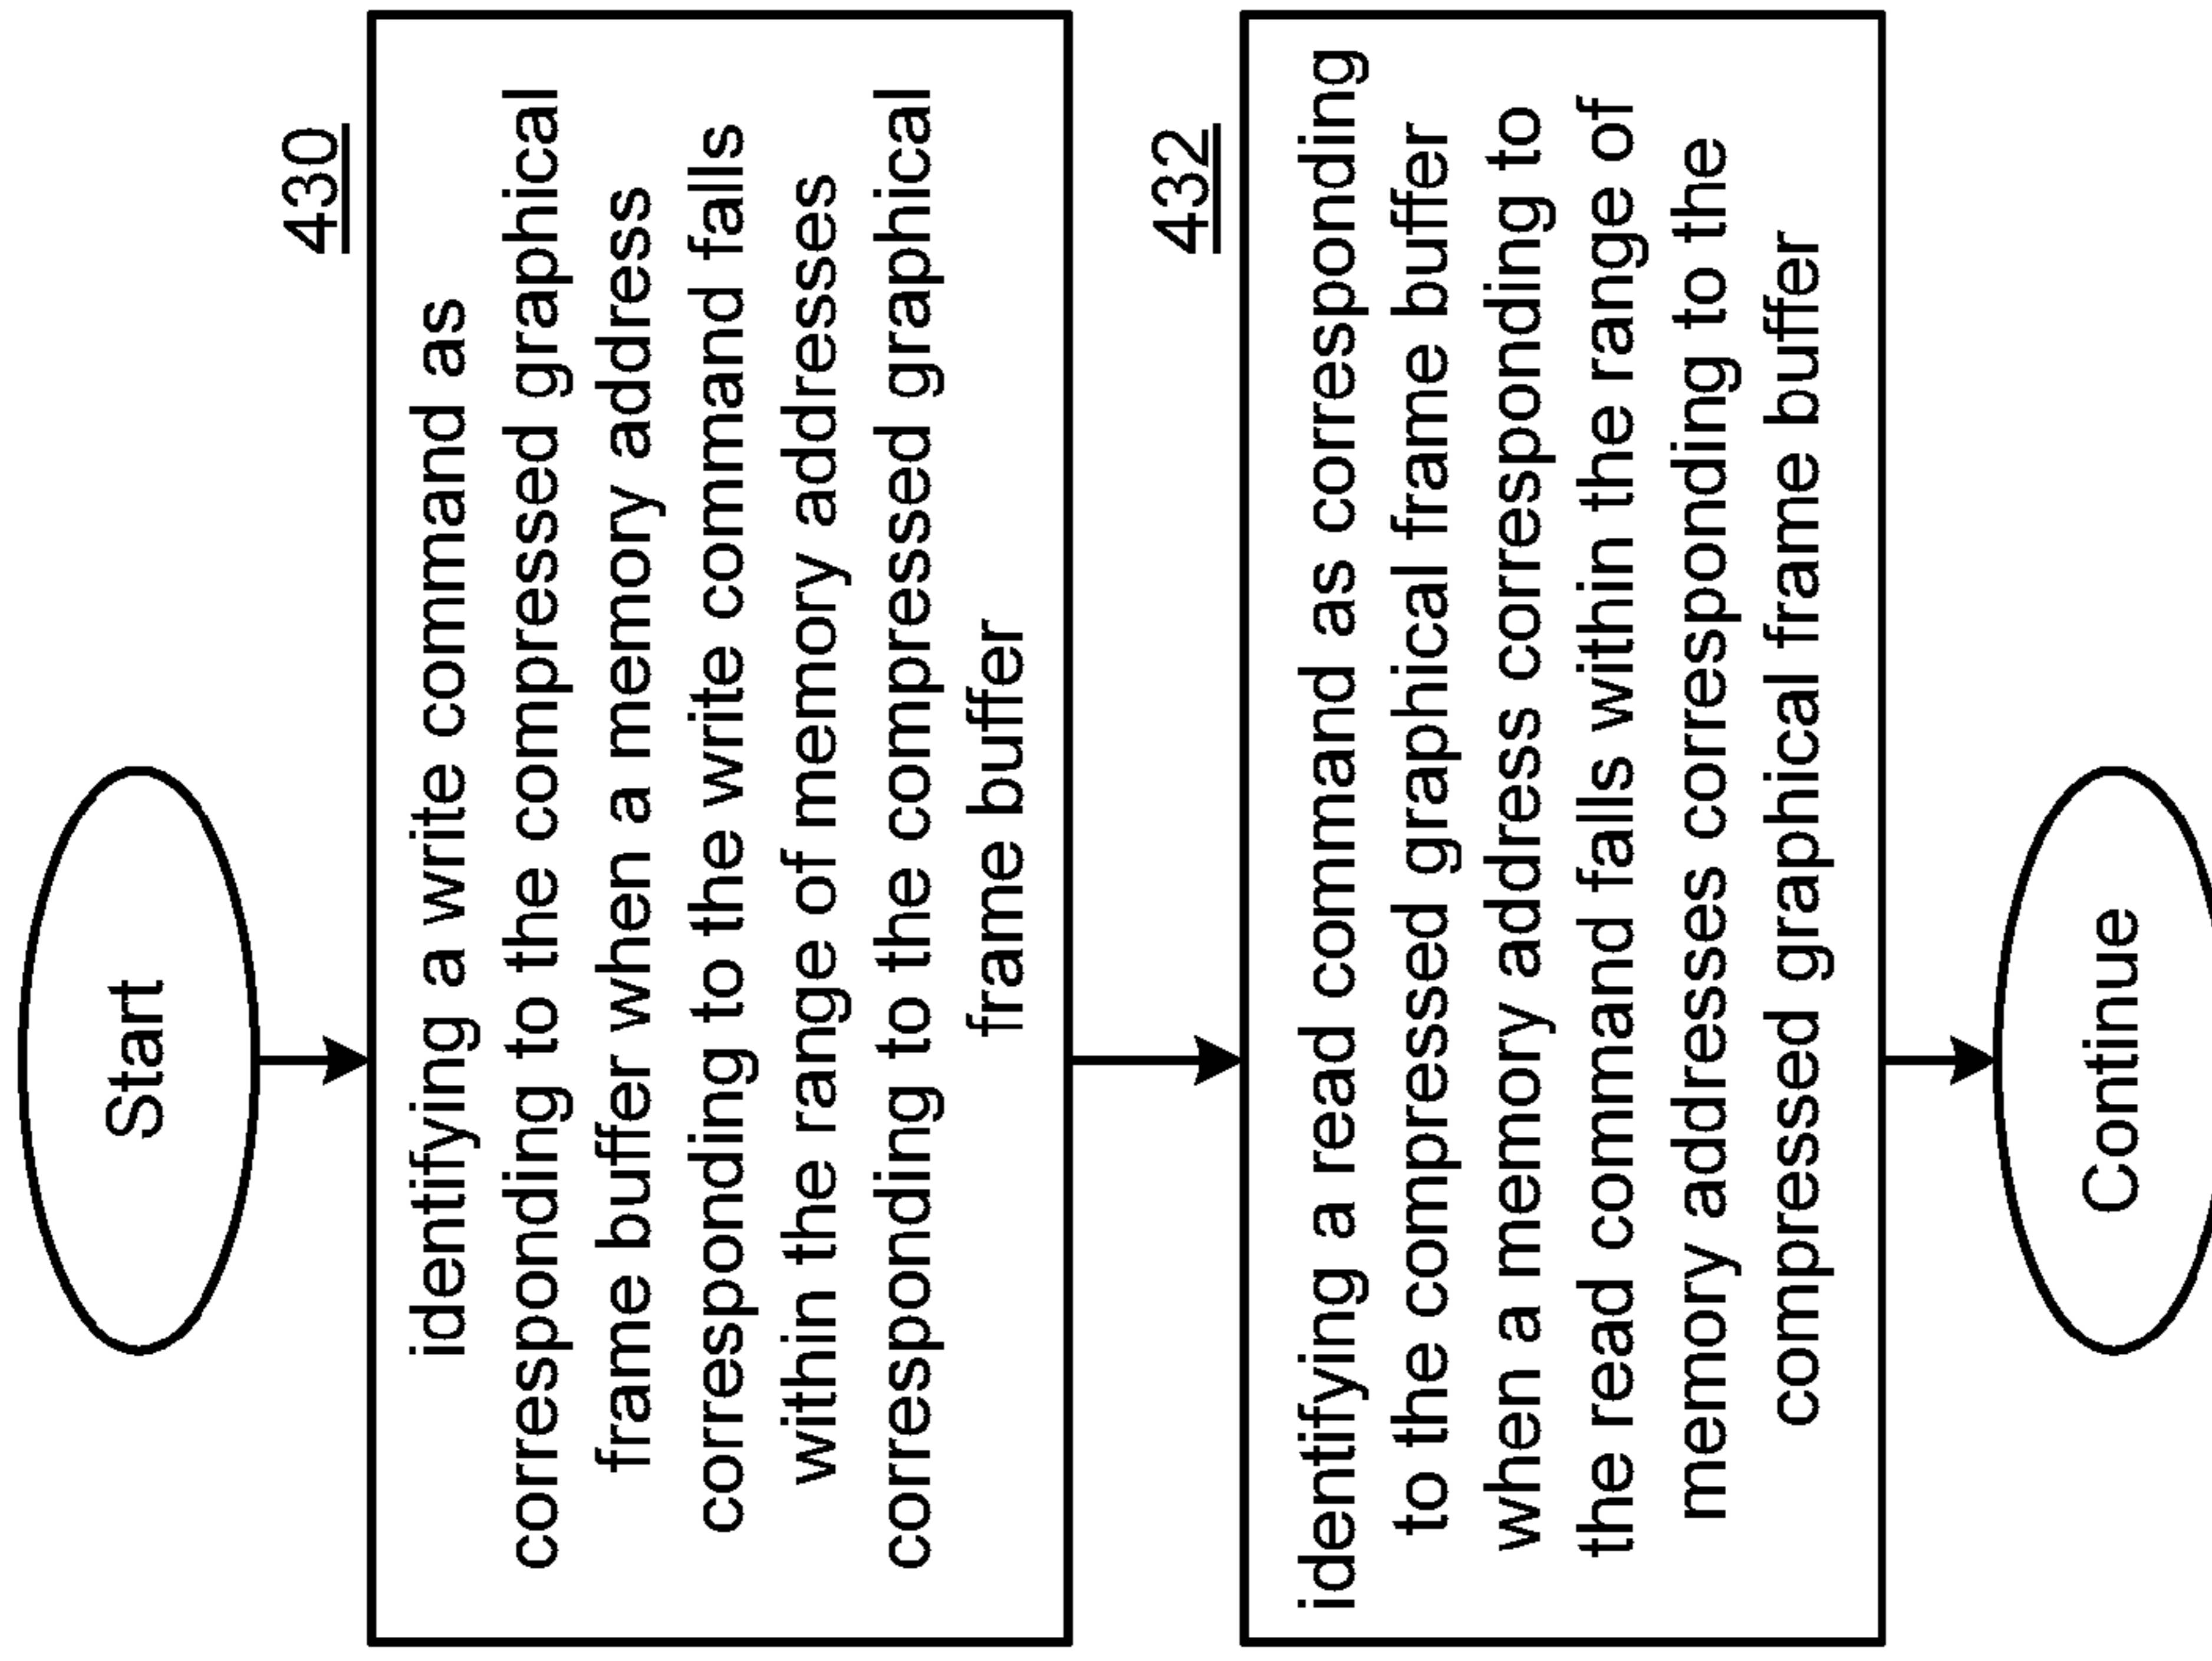 Start
430
identifying a write command as
corresponding to the compressed graphical
frame buffer when a memory address
corresponding to the write command falls
within the range of memory addresses
corresponding to the compressed graphical
frame buffer
432
identifying a read command as corresponding
to the compressed graphical frame buffer
when a memory address corresponding to
the read command falls within the range of
memory addresses corresponding to the
compressed graphical frame buffer
Continue